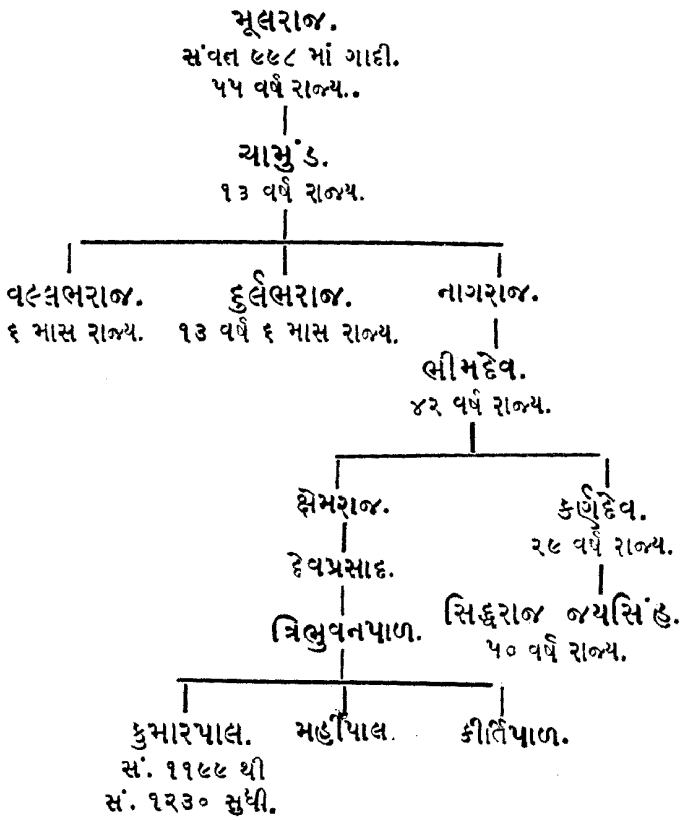 મૂલરાજ.
સંવત ૯૯૮ માં ગાદી.
૫૫ વર્ષ રાજ્ય..
ચામુંડ.
૧૩ વર્ષ રાજ્ય.
વલ્લભરાજ. દુર્લભરાજ. નાગરાજ.
૬ માસ રાજ્ય. ૧૩ વર્ષ ૬ માસ રાજ્ય.
ભીમદેવ.
૪૨ વર્ષ રાજ્ય.
ક્ષેમરાજ. કર્ણદેવ.
૨૯ વર્ષ રાજ્ય.
દેવપ્રસાદ.
સિદ્ધરાજ જયસિંહ.
ત્રિભુવનપાળ.
૫૦ વર્ષ રાજ્ય.
કુમારપાલ. મહીપાલ. કીર્તિપાળ.
સં. ૧૧૯૯ થી
સં. ૧૨૩૦ સુધી.